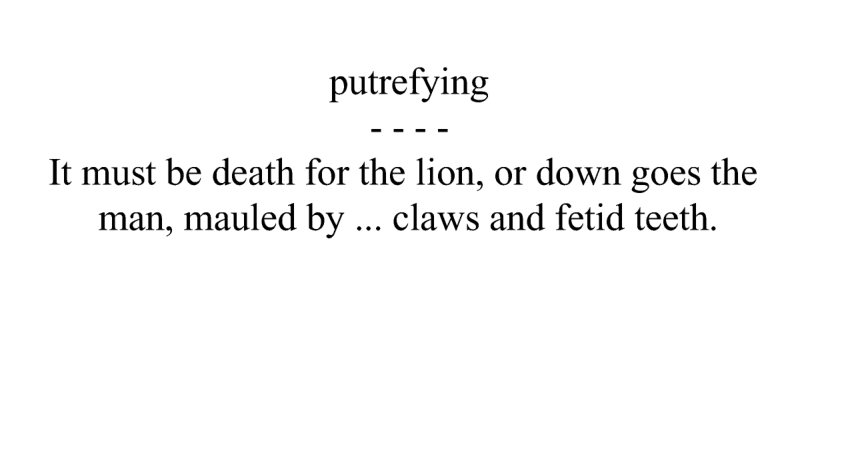 putrefying
- - - -
It must be death for the lion, or down goes the
man, mauled by ... claws and fetid teeth.